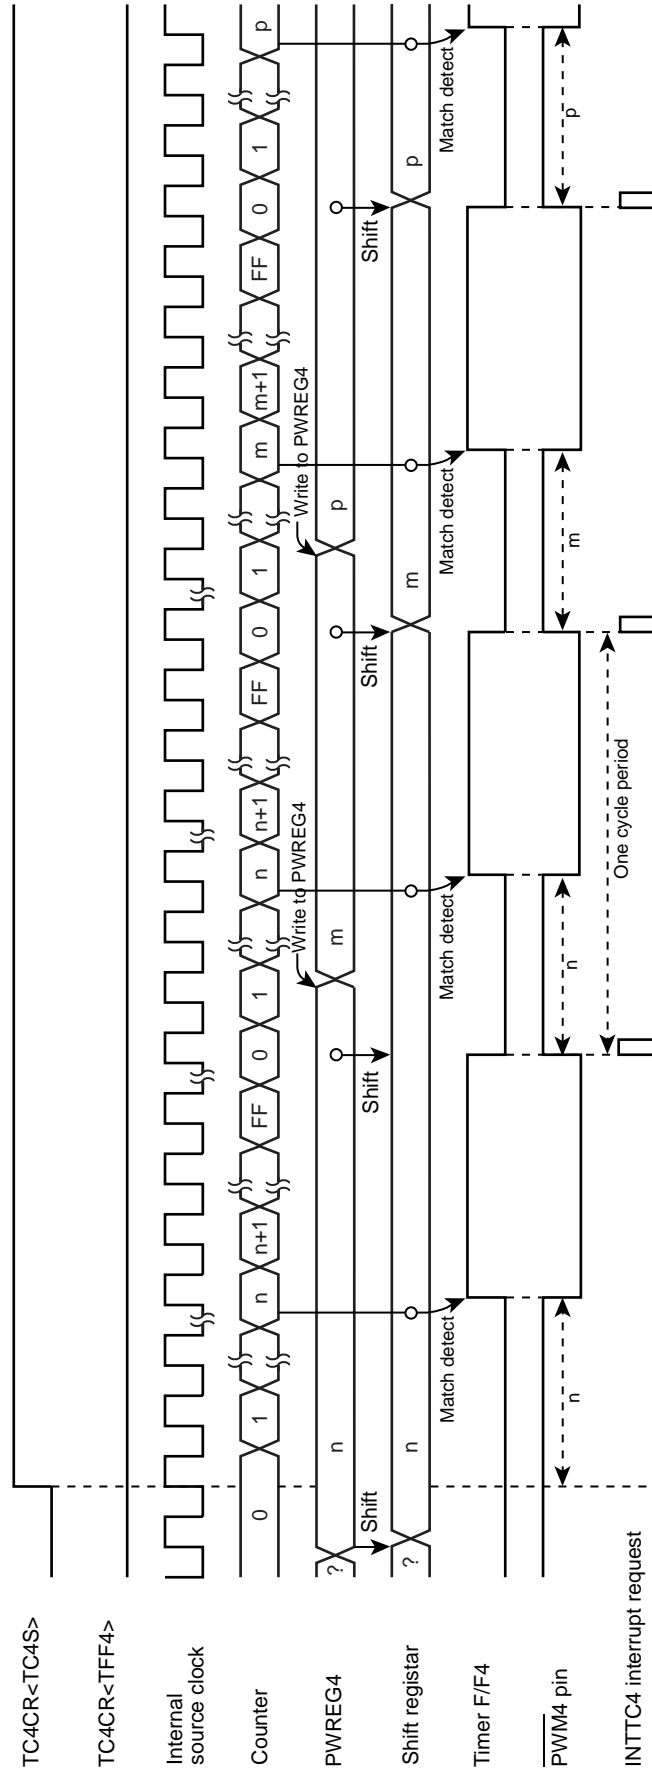 TC4CR<TC4S>
TC4CR<TFF4>
Internal
source clock
Counter
0 1 n n+1 FF 0 1 n n+1 FF 0 1 m m+1 FF 0 1 p
Write to PWREG4 Write to PWREG4
PWREG4
? n m p
Shift Shift Shift Shift
Shift registar
? n m p
Match detect Match detect Match detect Match detect
Timer F/F4
PWM4 pin
n n m p
One cycle period
INTTC4 interrupt request